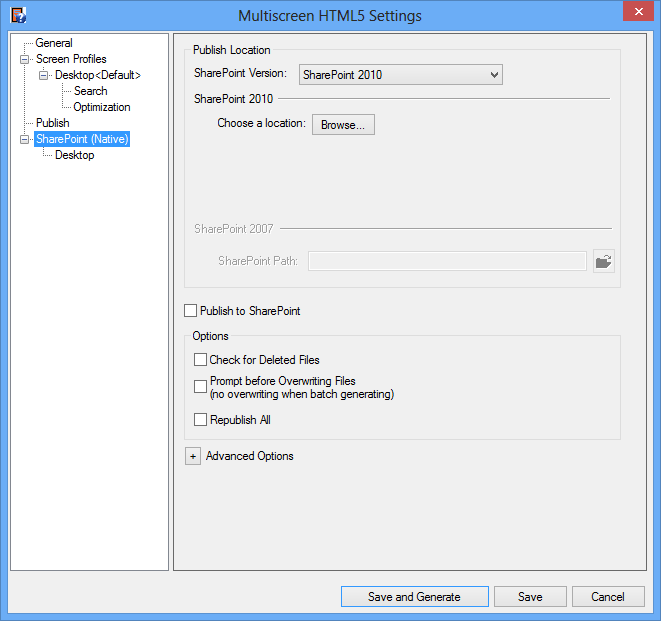 Multiscreen HTML5 Settings
General
Screen Profiles
Desktop<Default>
Search
Optimization
Publish
SharePoint (Native)
Desktop
Publish Location
SharePoint Version: SharePoint 2010
SharePoint 2010
Choose a location: Browse...
SharePoint 2007
SharePoint Path:
Publish to SharePoint
Options
Check for Deleted Files
Prompt before Overwriting Files
(no overwriting when batch generating)
Republish All
+ Advanced Options
Save and Generate Save Cancel